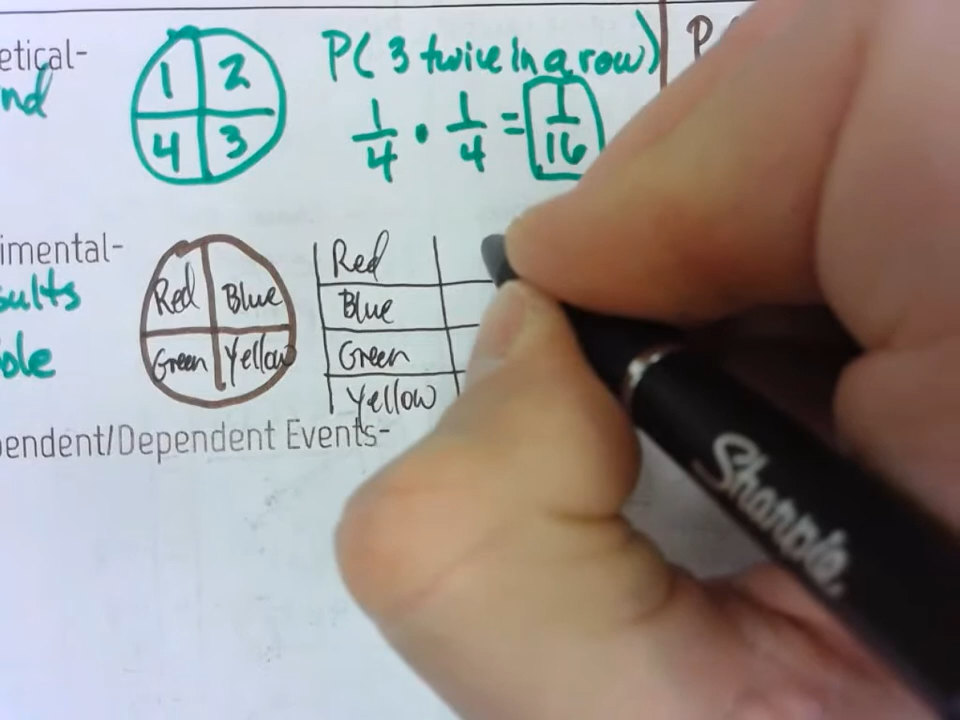 etical-
nd
1 2
4 3
P( 3 twice in a row)
1/4 · 1/4 = 1/16
P
imental-
sults
ble
Red Blue
Green Yellow
Red
Blue
Green
Yellow
pendent/Dependent Events-
Sharpie.